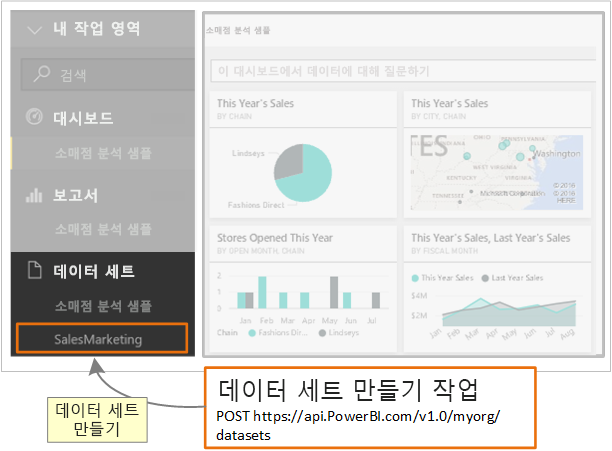 내 작업 영역
검색
대시보드
소매점 분석 샘플
보고서
소매점 분석 샘플
데이터 세트
소매점 분석 샘플
SalesMarketing
소매점 분석 샘플
이 대시보드에서 데이터에 대해 질문하기
This Year's Sales
BY CHAIN
Lindseys
Fashions Direct
This Year's Sales
BY CITY, CHAIN
TES
OHIO
PENNSYLVANIA
Washington
WEST VIRGINIA
KENTUCKY
VIRGINIA
TENNESSEE
Microsoft Corporation
© 2016
© 2016
HERE
Stores Opened This Year
BY OPEN MONTH, CHAIN
2
1
0
Jan Feb Mar Apr May Jun Jul
Chain Fashions Dir... Lindseys
This Year's Sales, Last Year's Sales
BY FISCAL MONTH
This Year Sales Last Year Sales
$4M
$2M
Jan Feb Mar Apr May Jun Jul Aug
데이터 세트
만들기
데이터 세트 만들기 작업
POST https://api.PowerBI.com/v1.0/myorg/
datasets